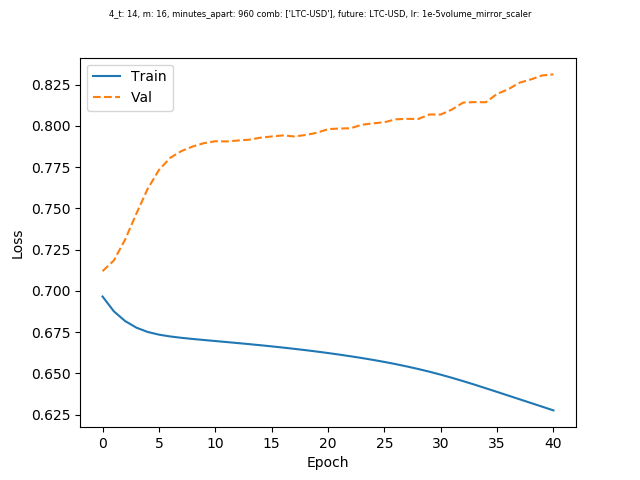 4_t: 14, m: 16, minutes_apart: 960 comb: ['LTC-USD'], future: LTC-USD, lr: 1e-5volume_mirror_scaler
Train
Val
0.825
0.800
0.775
0.750
0.725
0.700
0.675
0.650
0.625
Loss
0 5 10 15 20 25 30 35 40
Epoch